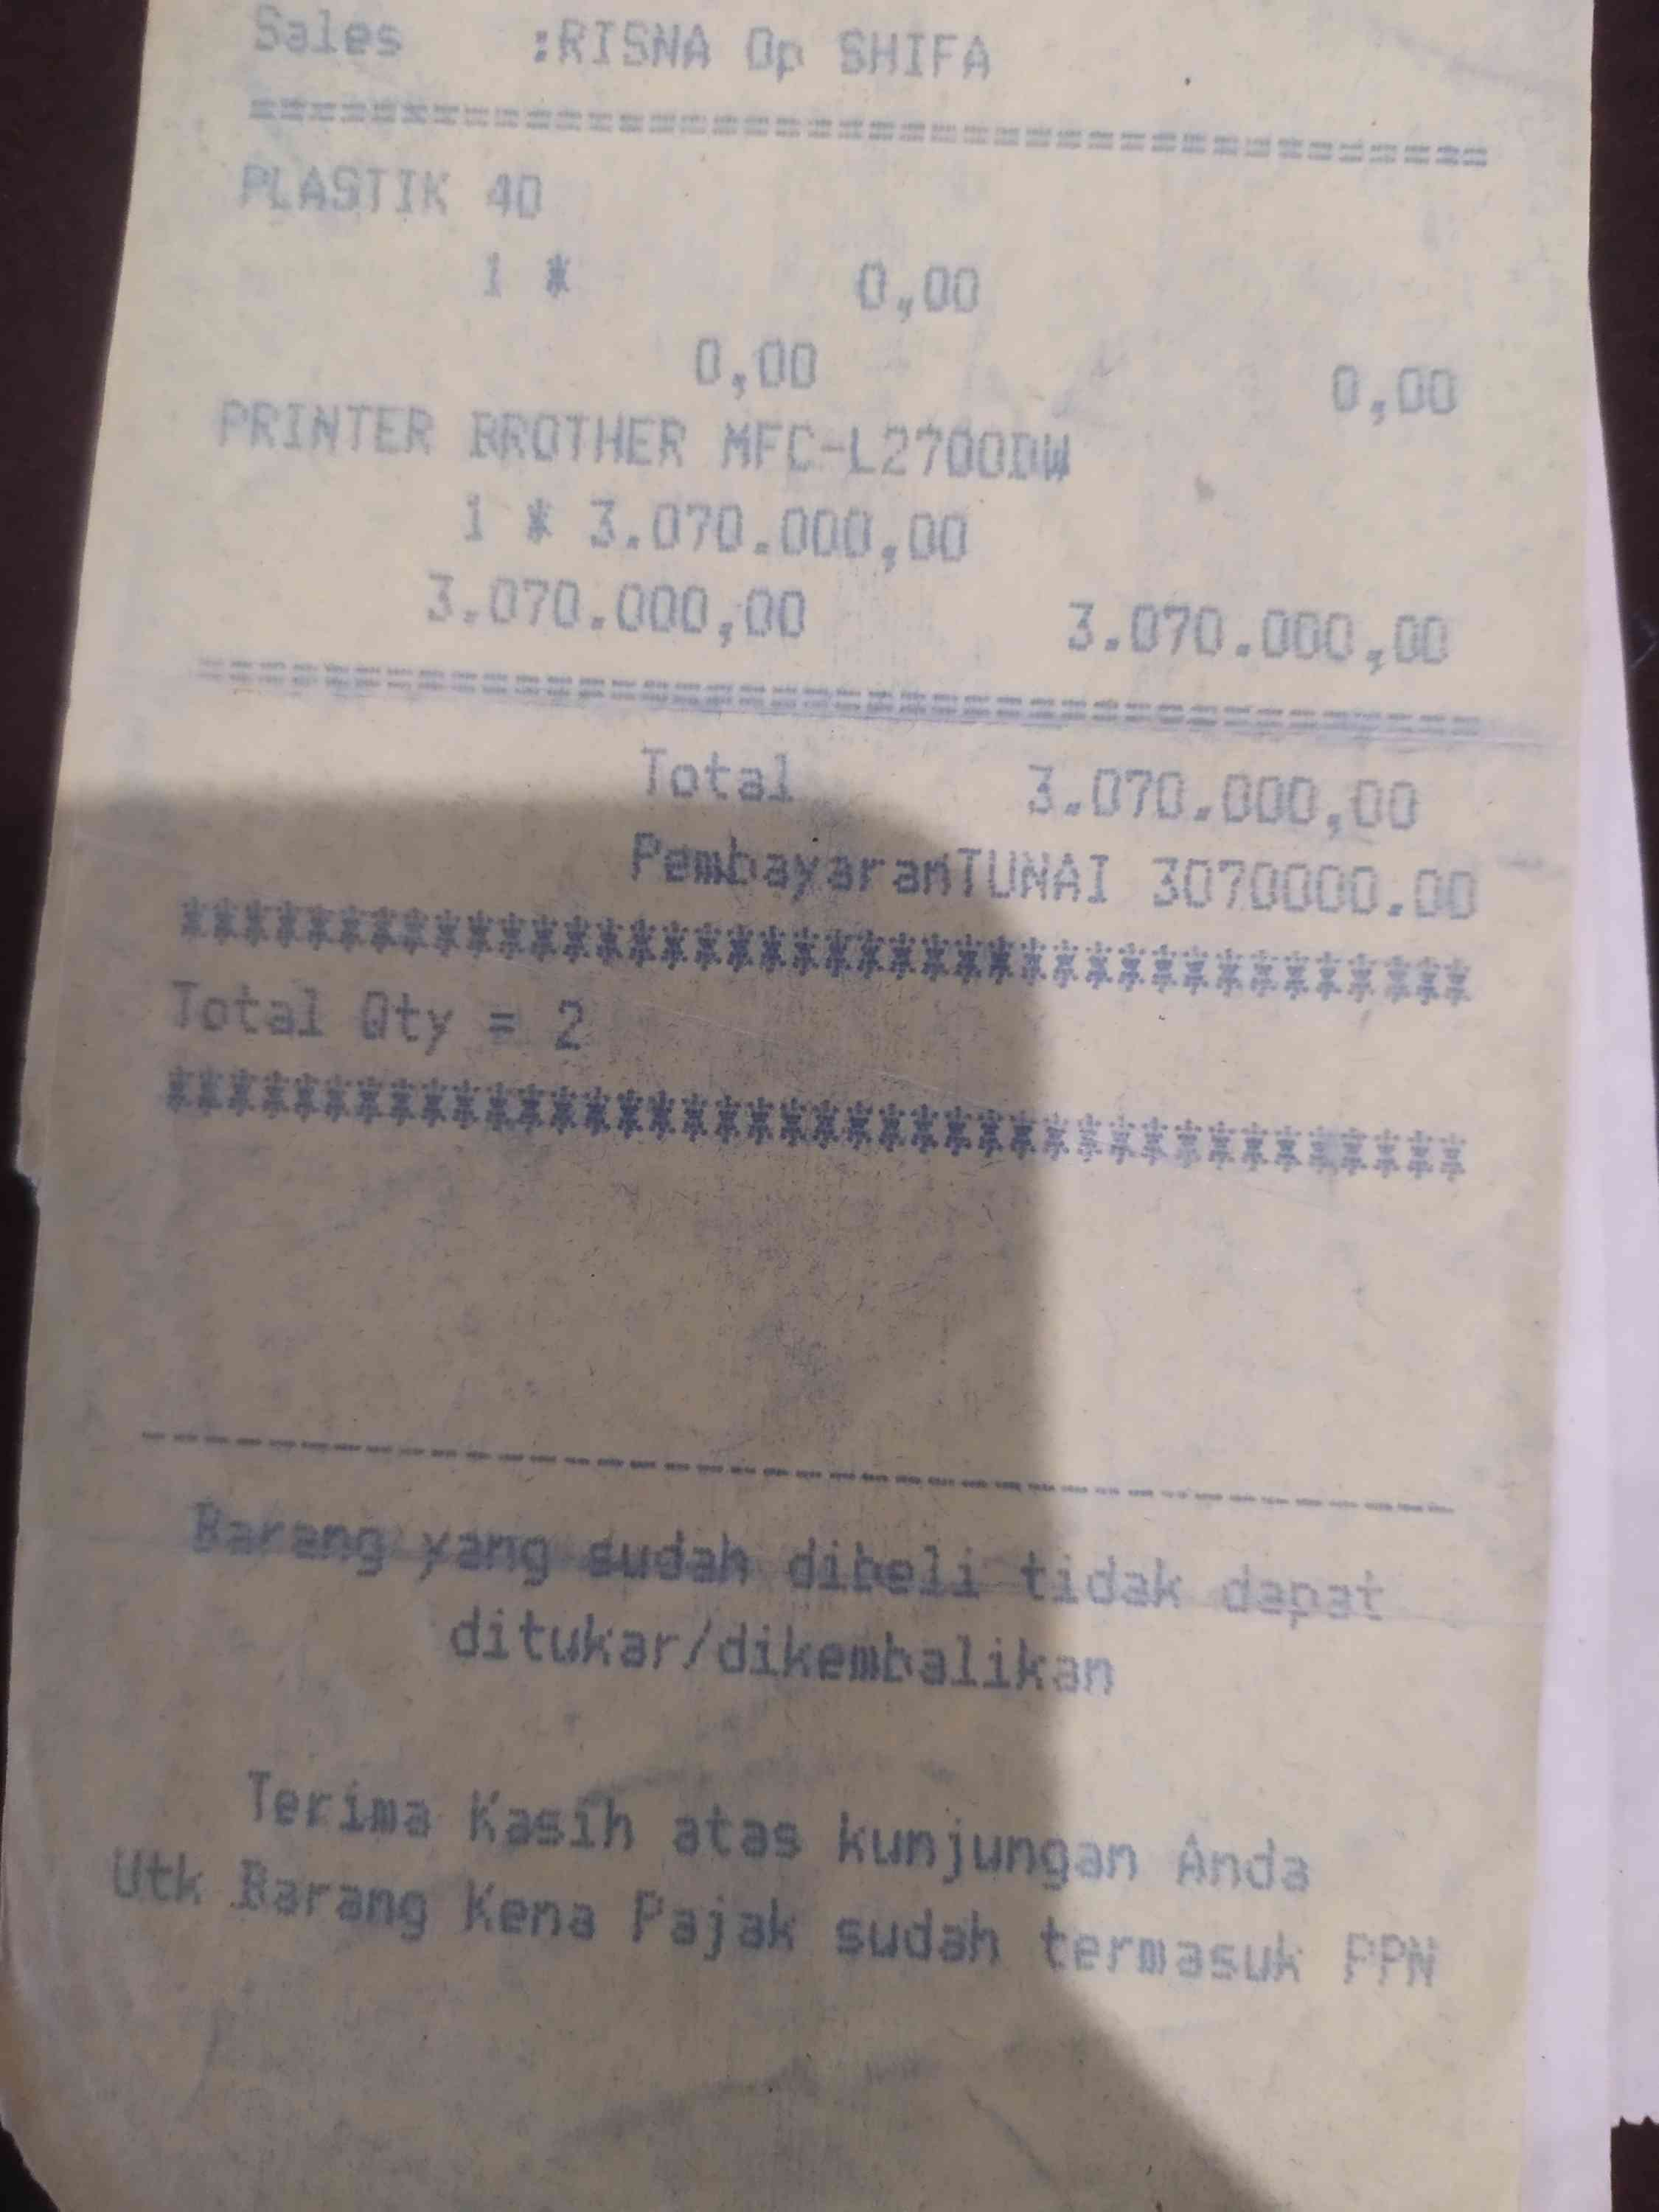 Sales :RISNA Op SHIFA
========================================
PLASTIK 40
1 * 0,00
0,00 0,00
PRINTER BROTHER MFC-L2700DW
1 * 3.070.000,00
3.070.000,00 3.070.000,00
========================================
Total 3.070.000,00
PembayaranTUNAI 3070000.00
****************************************
Total Qty = 2
****************************************
----------------------------------------
Barang yang sudah dibeli tidak dapat
ditukar/dikembalikan
Terima Kasih atas kunjungan Anda
Utk Barang Kena Pajak sudah termasuk PPN